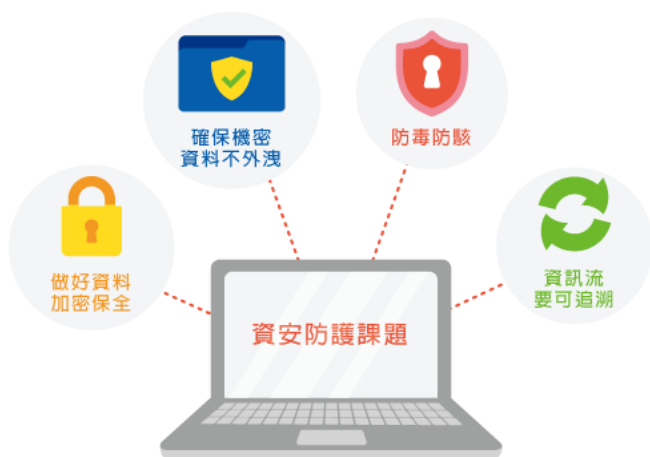 確保機密
資料不外洩
防毒防駭
做好資料
加密保全
資訊流
要可追溯
資安防護課題